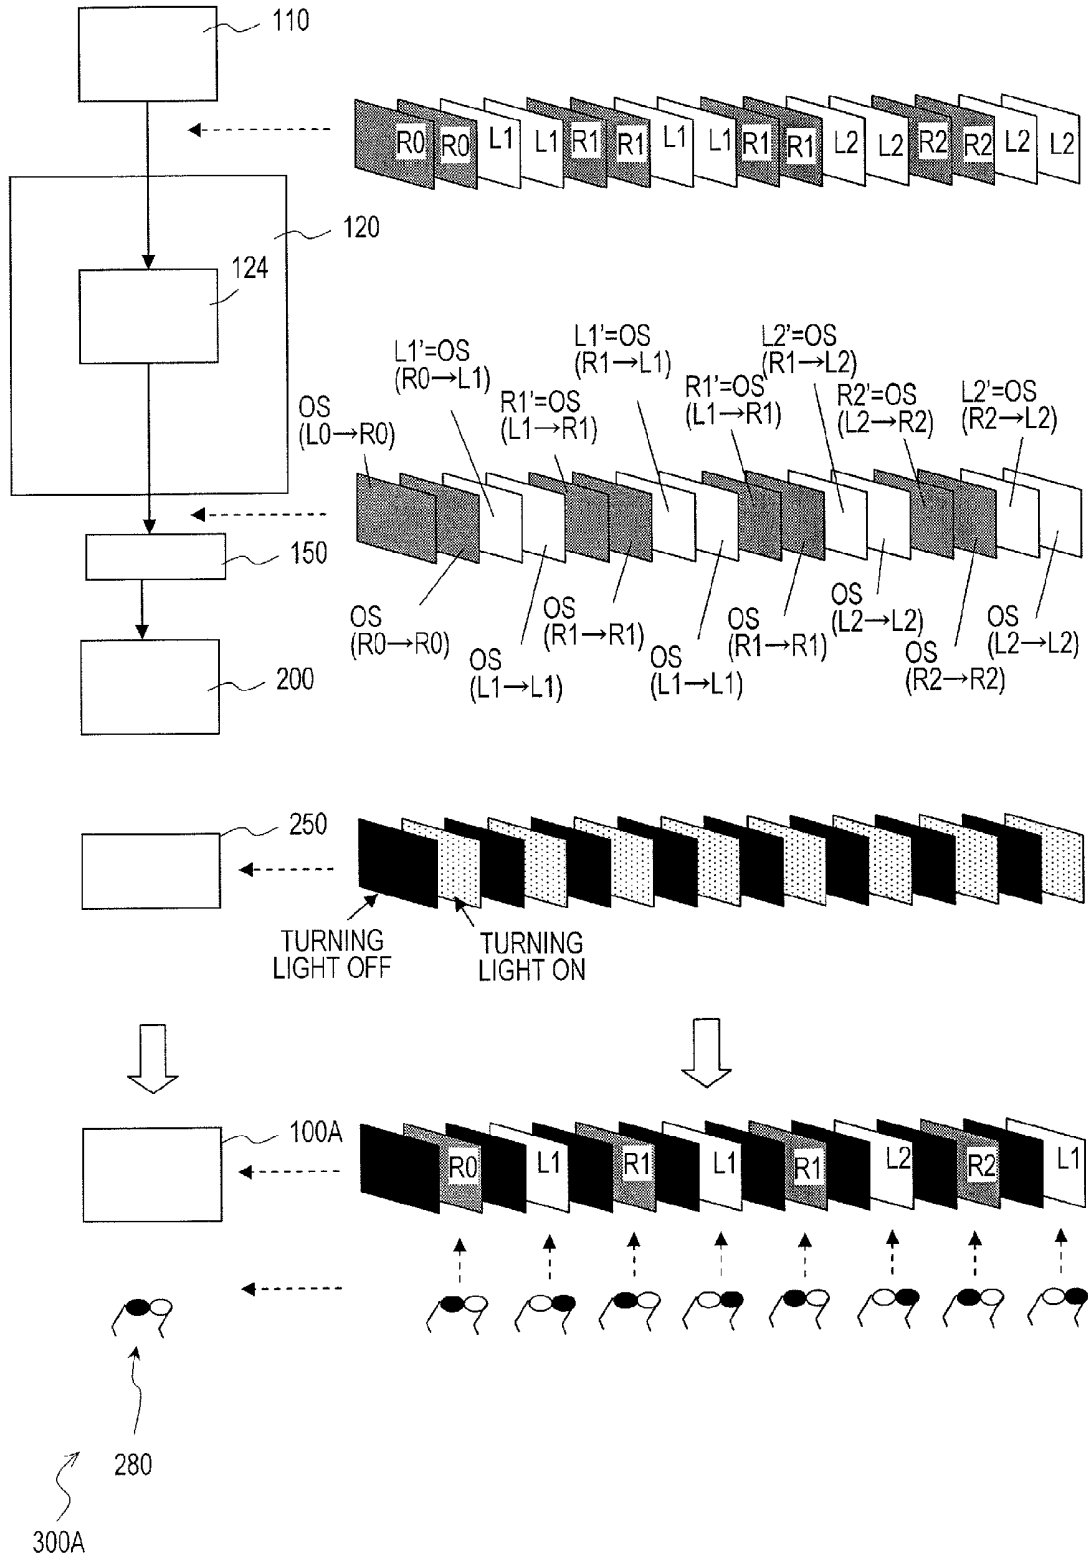 110
R0 R0 L1 L1 R1 R1 L1 L1 R1 R1 L2 L2 R2 R2 L2 L2
120
124
L1'=OS
(R1→L1)
L2'=OS
(R1→L2)
L1'=OS
(R0→L1)
R1'=OS
(L1→R1)
R2'=OS
(L2→R2)
L2'=OS
(R2→L2)
R1'=OS
(L1→R1)
OS
(L0→R0)
150
OS
(R0→R0)
OS
(L1→L1)
OS
(R1→R1)
OS
(L1→L1)
OS
(R1→R1)
OS
(L2→L2)
OS
(R2→R2)
OS
(L2→L2)
200
250
TURNING
LIGHT OFF
TURNING
LIGHT ON
100A
R0 L1 R1 L1 R1 L2 R2 L1
280
300A